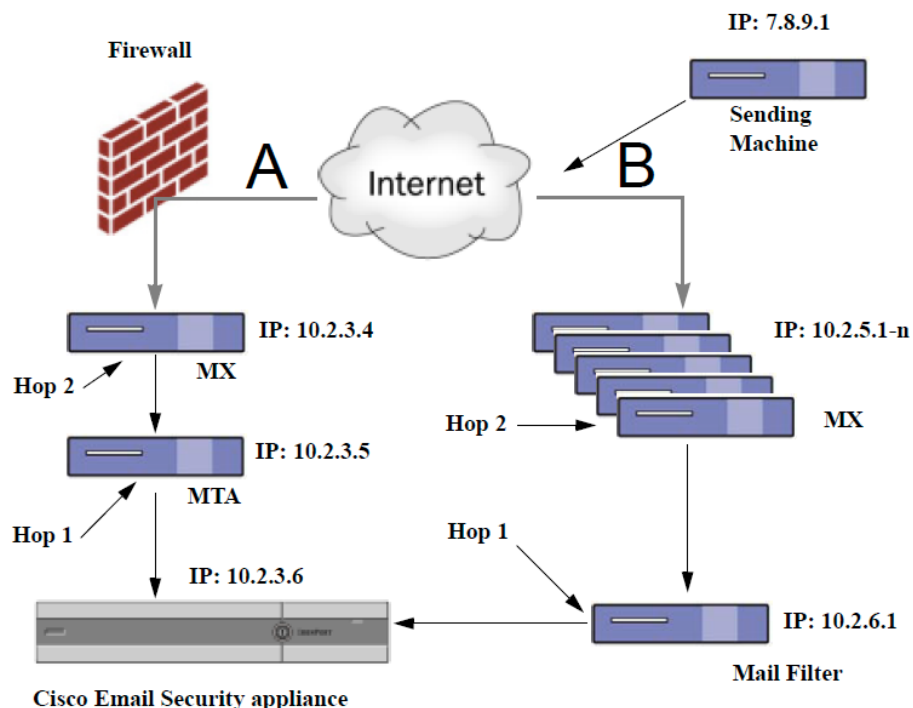 IP: 7.8.9.1
Firewall
Sending
Machine
A
Internet
B
IP: 10.2.3.4
IP: 10.2.5.1-n
MX
Hop 2
Hop 2
MX
IP: 10.2.3.5
MTA
Hop 1
Hop 1
IP: 10.2.3.6
IP: 10.2.6.1
Mail Filter
Cisco Email Security appliance